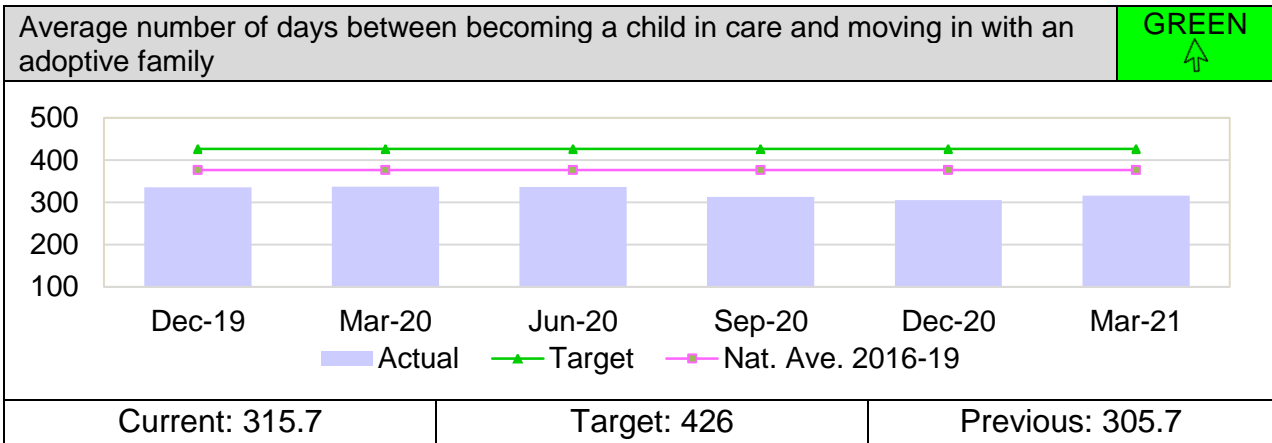 Average number of days between becoming a child in care and moving in with an
adoptive family
GREEN
500
400
300
200
100
Dec-19 Mar-20 Jun-20 Sep-20 Dec-20 Mar-21
Actual Target Nat. Ave. 2016-19
Current: 315.7 Target: 426 Previous: 305.7